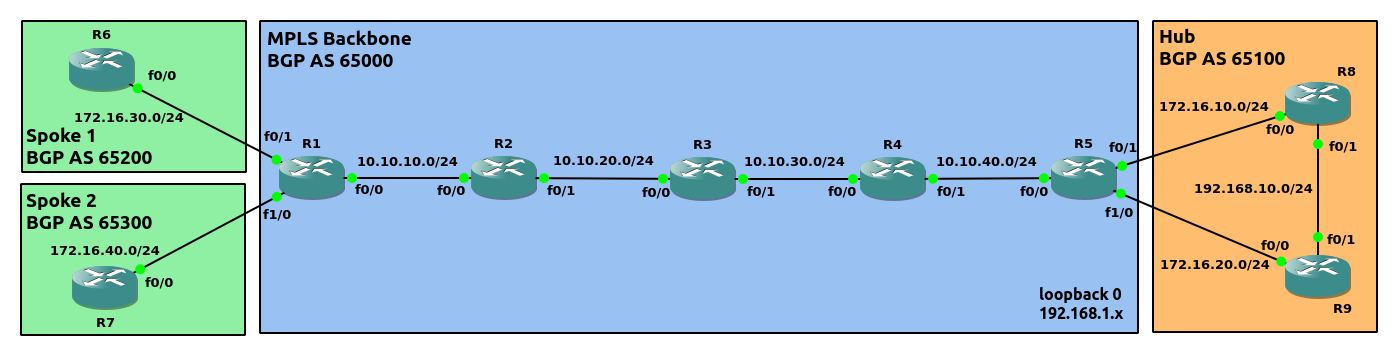 R6
f0/0
172.16.30.0/24
Spoke 1
BGP AS 65200
Spoke 2
BGP AS 65300
172.16.40.0/24
f0/0
R7
MPLS Backbone
BGP AS 65000
f0/1
R1
f0/0
f1/0
10.10.10.0/24
R2
f0/0
f0/1
10.10.20.0/24
R3
f0/0
f0/1
10.10.30.0/24
R4
f0/0
f0/1
10.10.40.0/24
R5
f0/0
f0/1
f1/0
loopback 0
192.168.1.x
Hub
BGP AS 65100
R8
172.16.10.0/24
f0/0
f0/1
192.168.10.0/24
f0/1
f0/0
172.16.20.0/24
R9